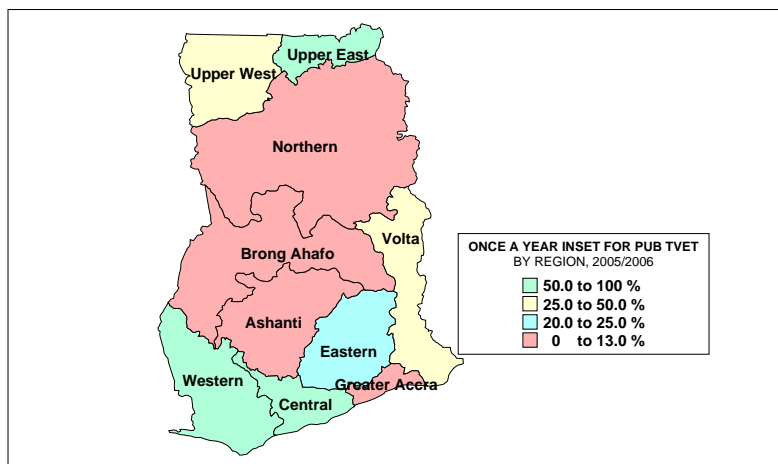 Upper East
Upper West
Northern
Volta
Brong Ahafo
Ashanti
Eastern
Western
Greater Accra
Central
ONCE A YEAR INSET FOR PUB TVET
BY REGION, 2005/2006
50.0 to 100 %
25.0 to 50.0 %
20.0 to 25.0 %
0 to 13.0 %